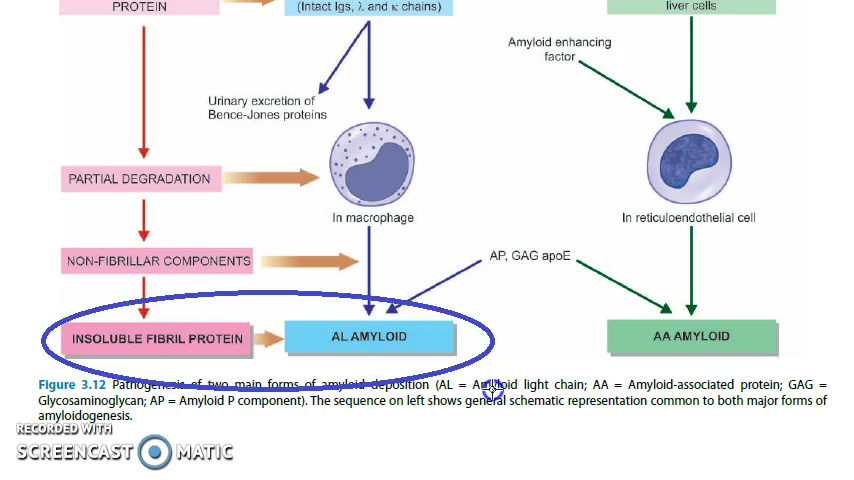 PROTEIN
(Intact Igs, λ and κ chains)
liver cells
Amyloid enhancing
factor
Urinary excretion of
Bence-Jones proteins
PARTIAL DEGRADATION
In macrophage
In reticuloendothelial cell
NON-FIBRILLAR COMPONENTS
AP, GAG apoE
INSOLUBLE FIBRIL PROTEIN
AL AMYLOID
AA AMYLOID
Figure 3.12 Pathogenesis of two main forms of amyloid deposition (AL = Amyloid light chain; AA = Amyloid-associated protein; GAG =
Glycosaminoglycan; AP = Amyloid P component). The sequence on left shows general schematic representation common to both major forms of
amyloidogenesis.
RECORDED WITH
SCREENCAST MATIC